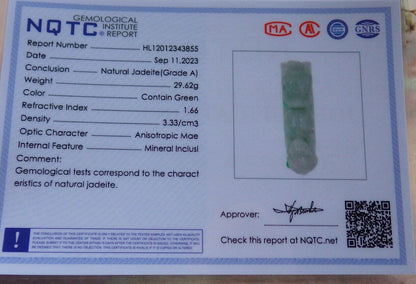 NQTC GEMOLOGICAL
INSTITUTE
® REPORT
MA
GNRS
Report Number HL12012343855
Date Sep 11,2023
Conclusion Natural Jadeite(Grade A)
Weight 29.62g
Color Contain Green
Refractive Index 1.66
Density 3.33/cm3
Optic Character Anisotropic Mae
Internal Feature Mineral Inclusi
Comment:
Gemological tests correspond to the charact
eristics of natural jadeite.
Approver:
Check this report at NQTC.net